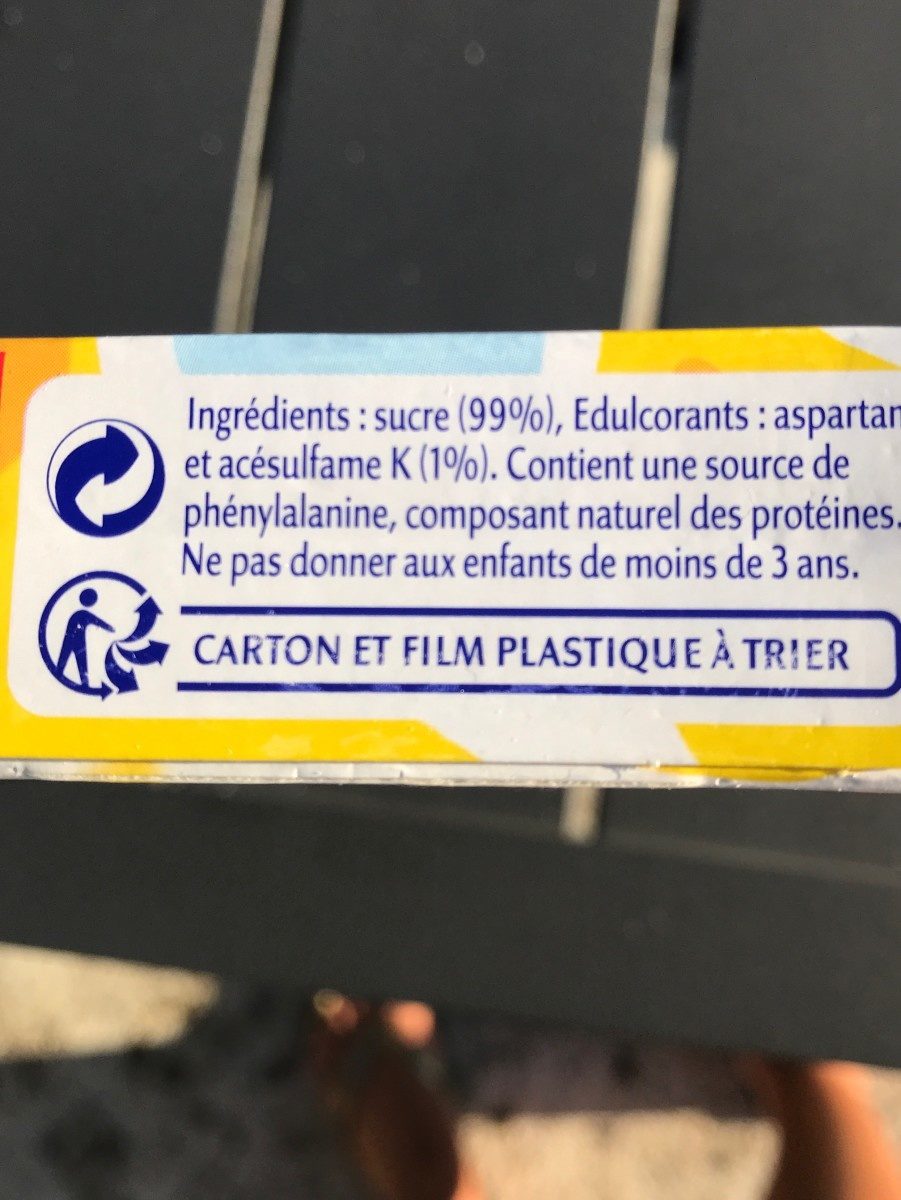 Ingrédients : sucre (99%), Edulcorants : aspartam
et acésulfame K (1%). Contient une source de
phénylalanine, composant naturel des protéines.
Ne pas donner aux enfants de moins de 3 ans.
CARTON ET FILM PLASTIQUE À TRIER